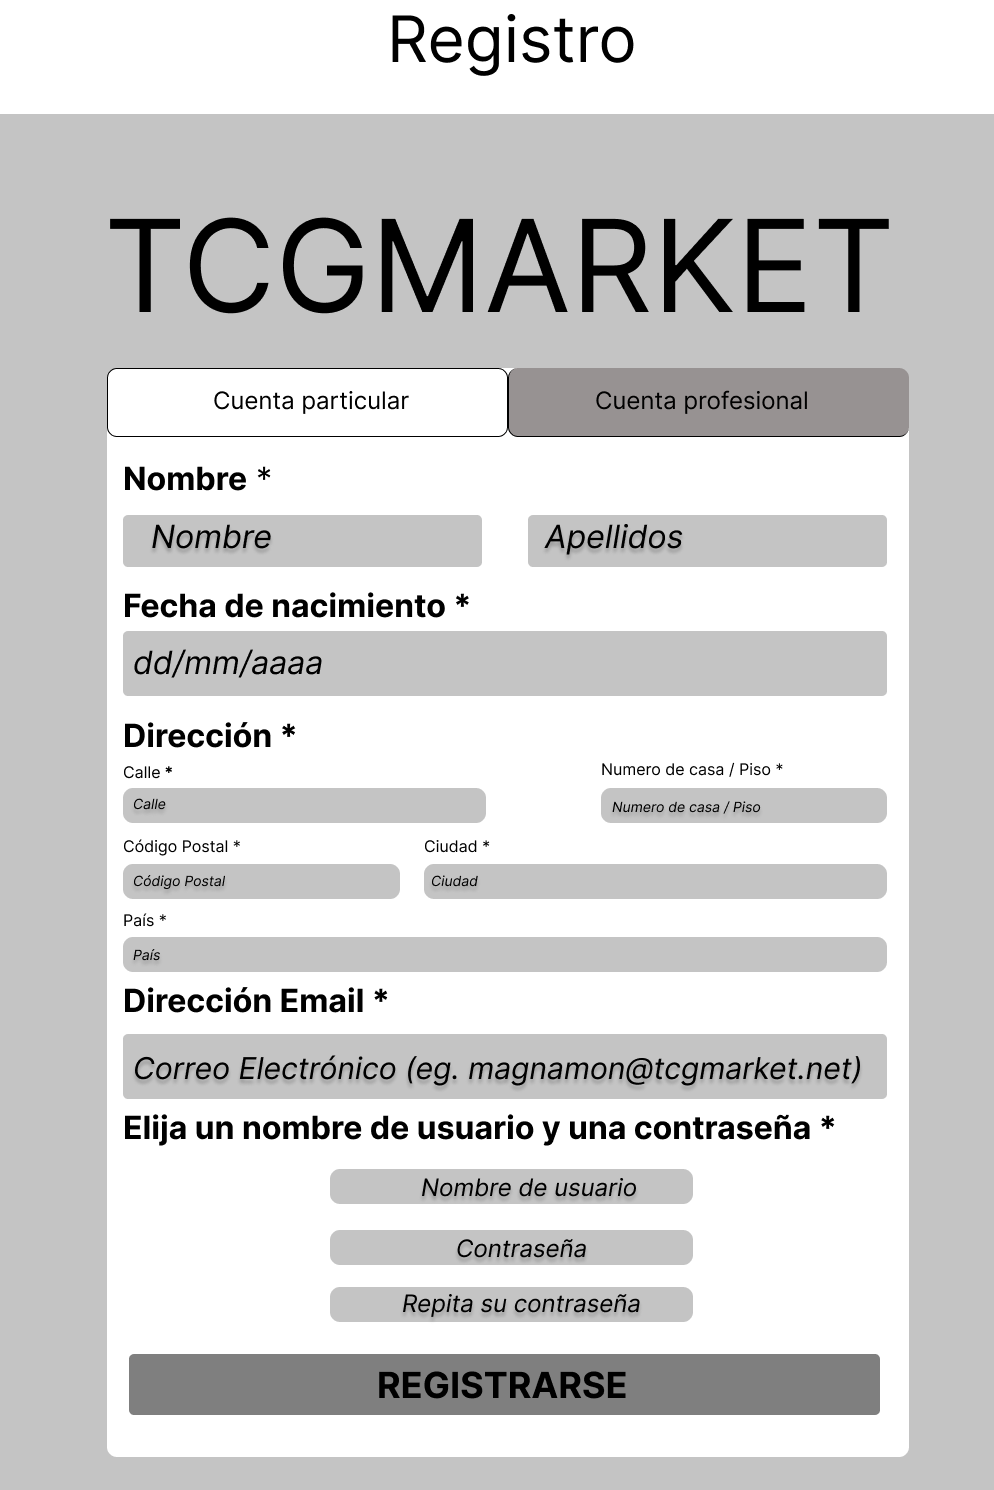 Registro
TCGMARKET
Cuenta particular
Cuenta profesional
Nombre *
Nombre
Apellidos
Fecha de nacimiento *
dd/mm/aaaa
Dirección *
Calle *
Numero de casa / Piso *
Calle
Numero de casa / Piso
Código Postal *
Ciudad *
Código Postal
Ciudad
País *
País
Dirección Email *
Correo Electrónico (eg. magnamon@tcgmarket.net)
Elija un nombre de usuario y una contraseña *
Nombre de usuario
Contraseña
Repita su contraseña
REGISTRARSE